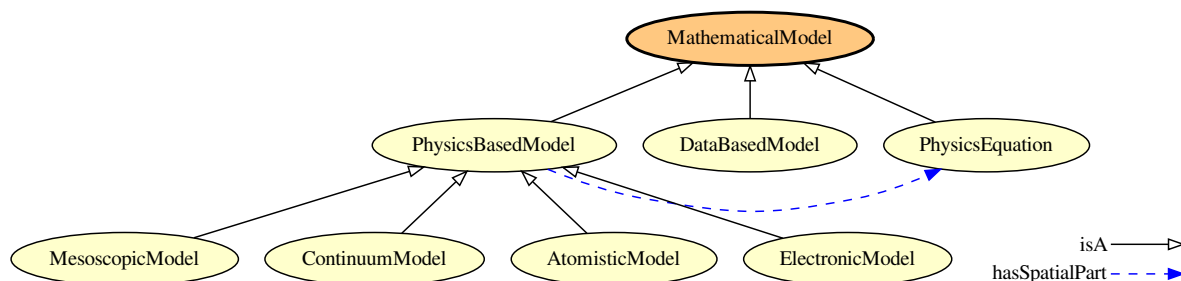 MathematicalModel
PhysicsBasedModel
DataBasedModel
PhysicsEquation
MesoscopicModel
ContinuumModel
AtomisticModel
ElectronicModel
isA
hasSpatialPart